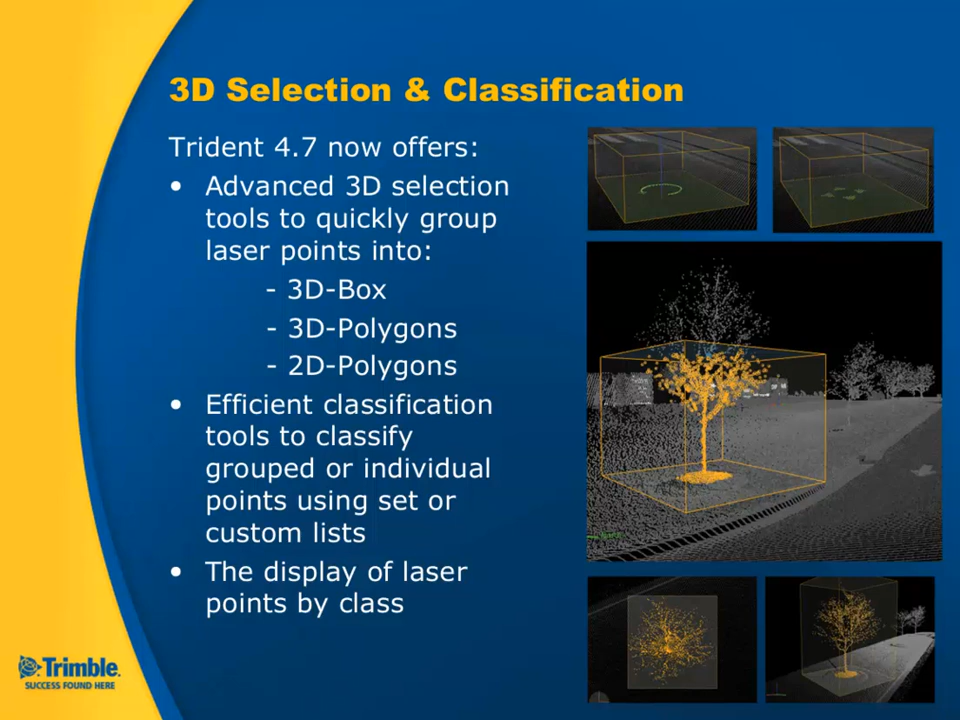 3D Selection & Classification
Trident 4.7 now offers:
• Advanced 3D selection
tools to quickly group
laser points into:
- 3D-Box
- 3D-Polygons
- 2D-Polygons
• Efficient classification
tools to classify
grouped or individual
points using set or
custom lists
• The display of laser
points by class
Trimble.
SUCCESS FOUND HERE